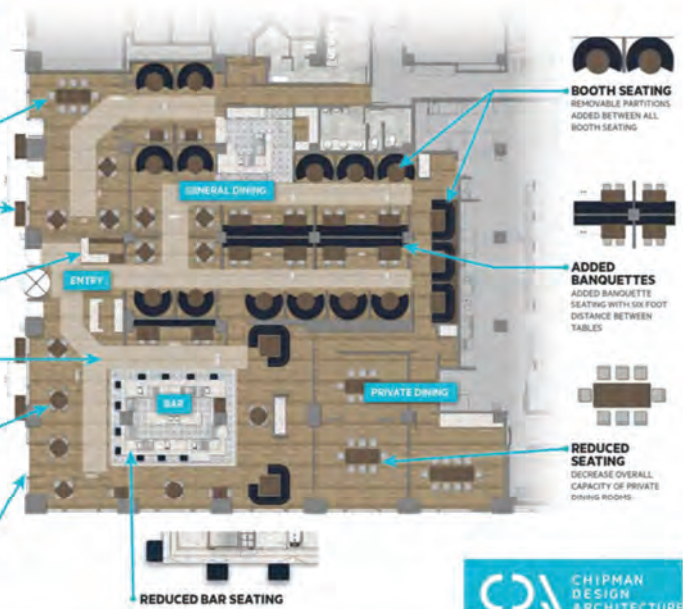 BOOTH SEATING
REMOVABLE PARTITIONS
ADDED BETWEEN ALL
BOOTH SEATING
GENERAL DINING
ENTRY
ADDED
BANQUETTES
ADDED BANQUETTE
SEATING WITH SIX FOOT
DISTANCE BETWEEN
TABLES
BAR
PRIVATE DINING
REDUCED
SEATING
DECREASE OVERALL
CAPACITY OF PRIVATE
DINING ROOMS
REDUCED BAR SEATING
CDA
CHIPMAN
DESIGN
ARCHITECTURE